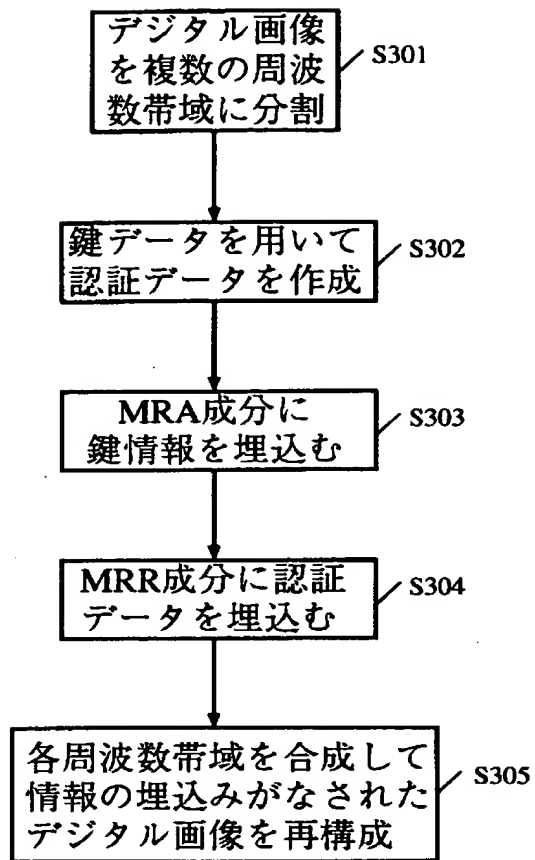 デジタル画像
を複数の周波
数帯域に分割
S301
鍵データを用いて
認証データを作成
S302
MRA成分に
鍵情報を埋込む
S303
MRR成分に認証
データを埋込む
S304
各周波数帯域を合成して
情報の埋込みがなされた
デジタル画像を再構成
S305